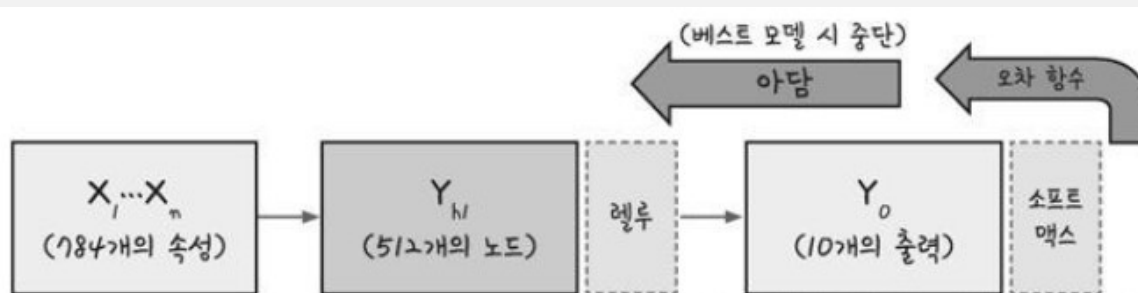 (베스트 모델 시 중단)
아담
오차 함수
X₁…Xₙ
(784개의 속성)
Yₕ₁
(512개의 노드)
렐루
Y₀
(10개의 출력)
소프트
맥스